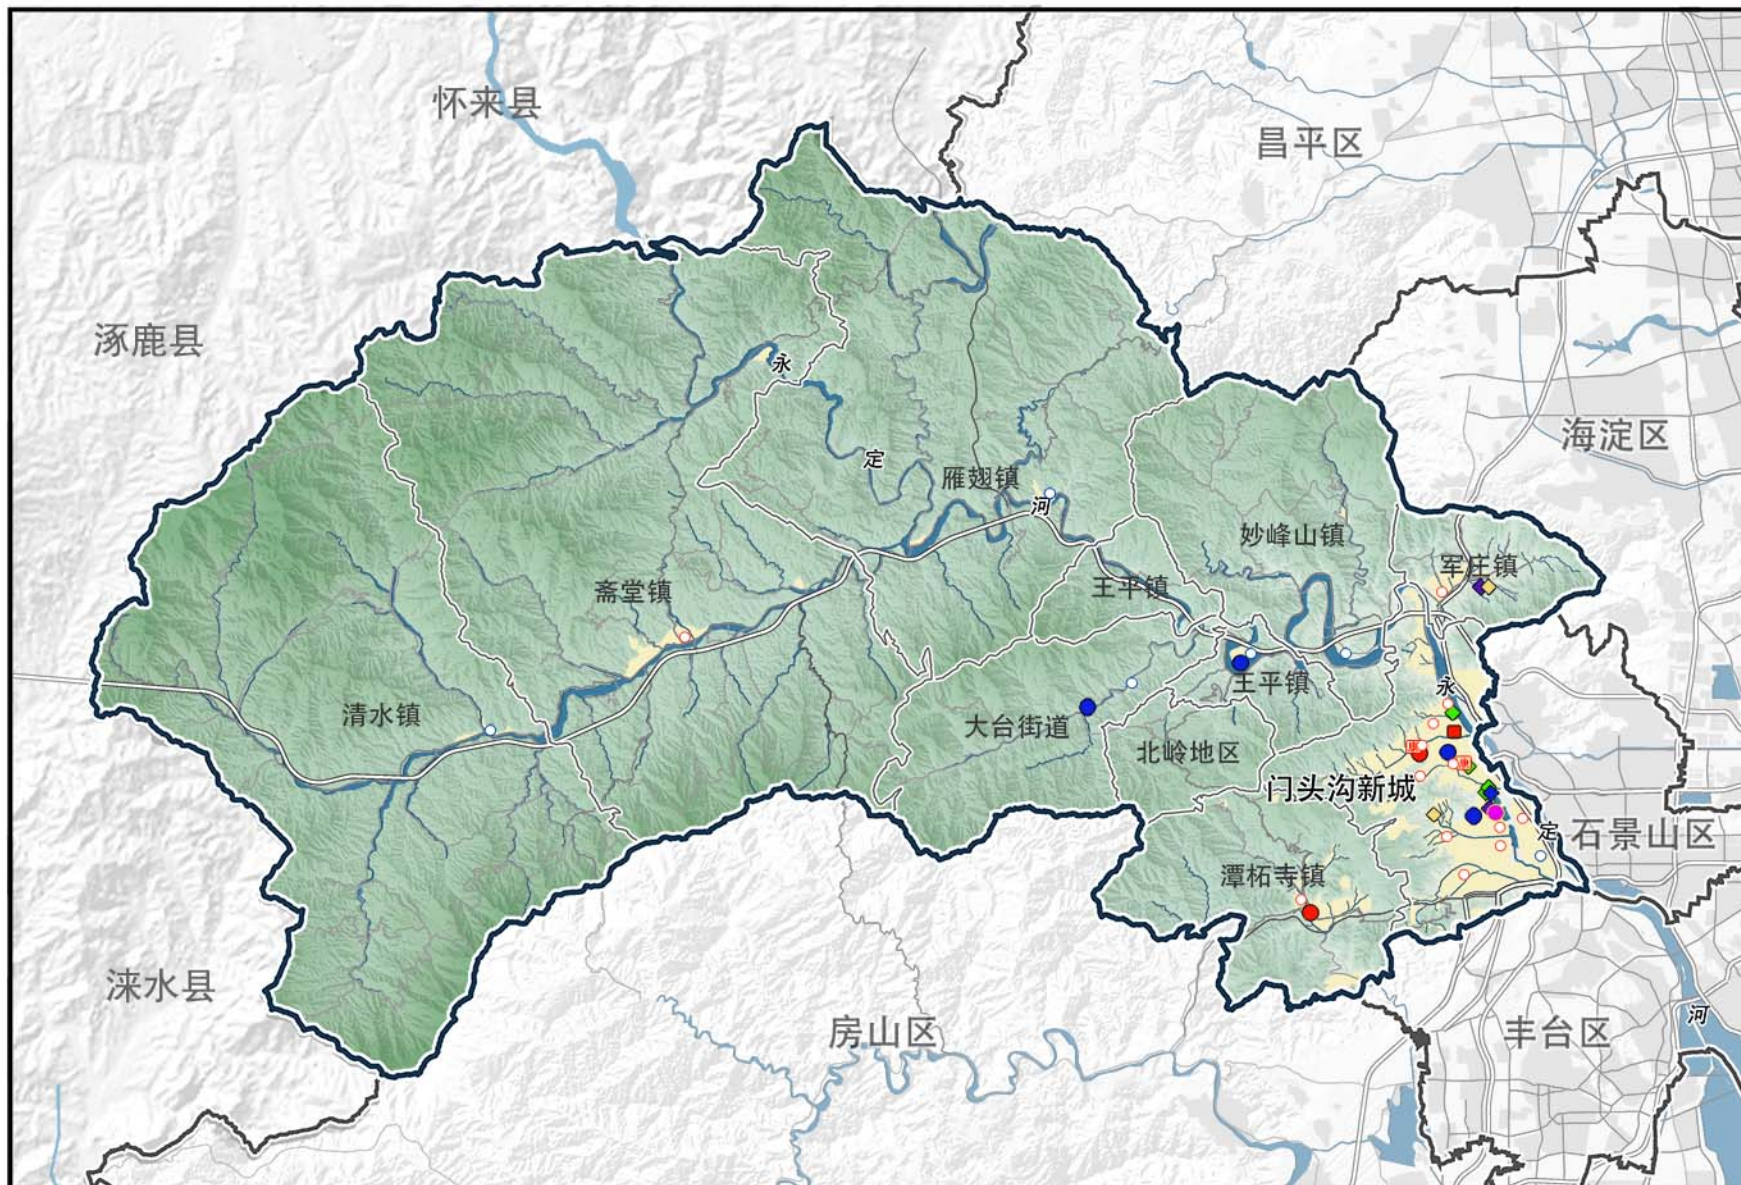 怀来县
昌平区
涿鹿县
永
海淀区
定
雁翅镇
河
妙峰山镇
军庄镇
斋堂镇
王平镇
王平镇
永
清水镇
大台街道
北岭地区
康
康
门头沟新城
定
石景山区
潭柘寺镇
涞水县
河
房山区
丰台区